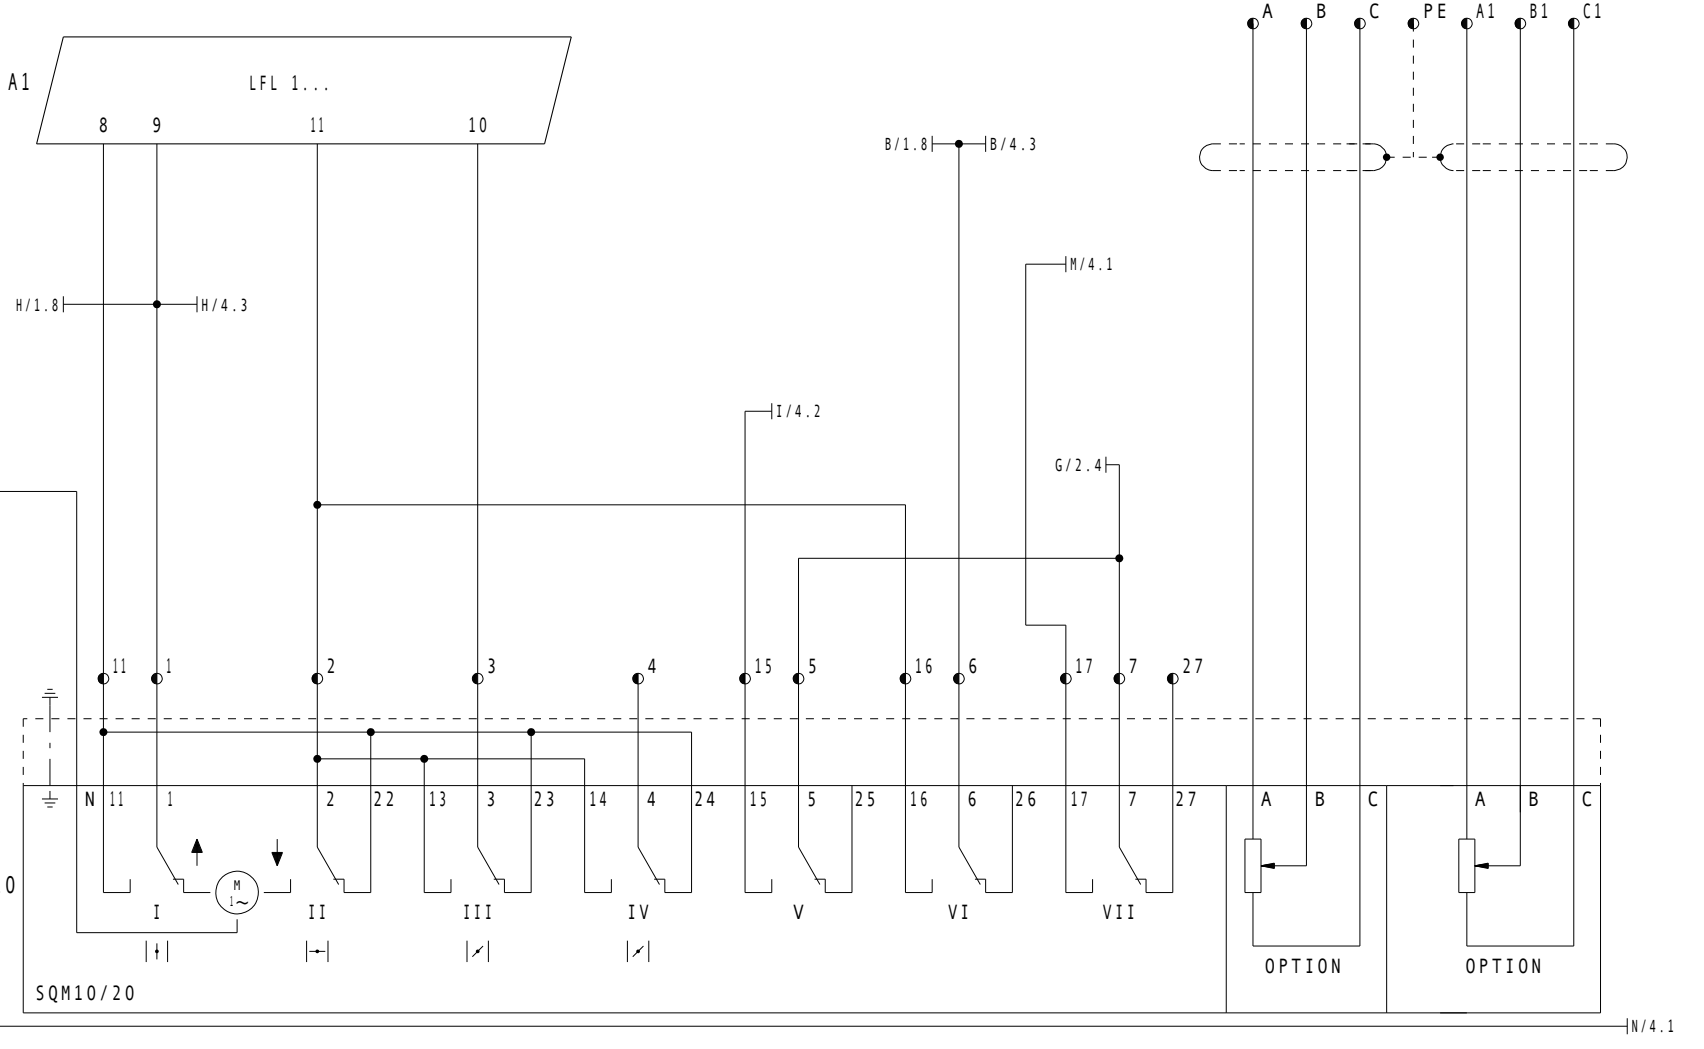 A B C PE A1 B1 C1
A1 LFL 1...
8 9 11 10
B/1.8 B/4.3
M/4.1
H/1.8 H/4.3
I/4.2
G/2.4
11 1 2 3 4 15 5 16 6 17 7 27
N 11 1 2 22 13 3 23 14 4 24 15 5 25 16 6 26 17 7 27 A B C A B C
0 M
1~
I II III IV V VI VII
OPTION OPTION
SQM10/20
N/4.1